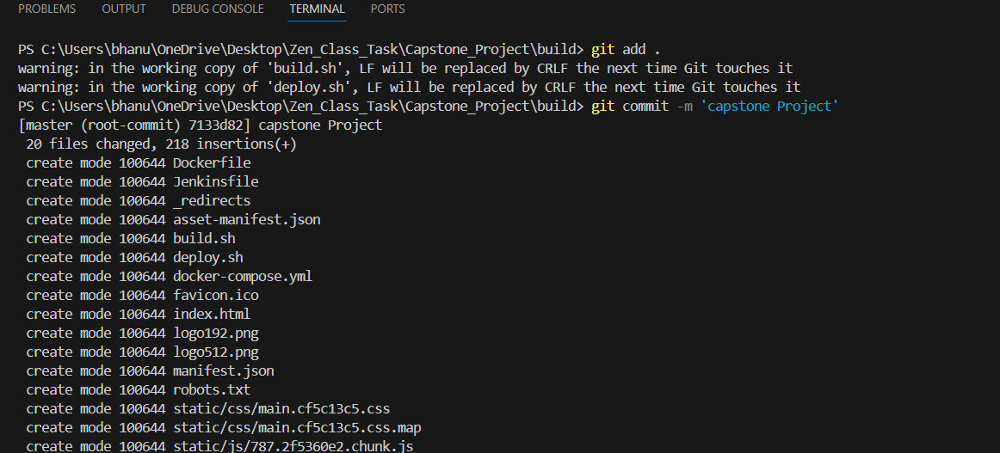 PROBLEMS OUTPUT DEBUG CONSOLE TERMINAL PORTS
PS C:\Users\bhanu\OneDrive\Desktop\Zen_Class_Task\Capstone_Project\build> git add .
warning: in the working copy of 'build.sh', LF will be replaced by CRLF the next time Git touches it
warning: in the working copy of 'deploy.sh', LF will be replaced by CRLF the next time Git touches it
PS C:\Users\bhanu\OneDrive\Desktop\Zen_Class_Task\Capstone_Project\build> git commit -m 'capstone Project'
[master (root-commit) 7133d82] capstone Project
 20 files changed, 218 insertions(+)
 create mode 100644 Dockerfile
 create mode 100644 Jenkinsfile
 create mode 100644 _redirects
 create mode 100644 asset-manifest.json
 create mode 100644 build.sh
 create mode 100644 deploy.sh
 create mode 100644 docker-compose.yml
 create mode 100644 favicon.ico
 create mode 100644 index.html
 create mode 100644 logo192.png
 create mode 100644 logo512.png
 create mode 100644 manifest.json
 create mode 100644 robots.txt
 create mode 100644 static/css/main.cf5c13c5.css
 create mode 100644 static/css/main.cf5c13c5.css.map
 create mode 100644 static/js/787.2f5360e2.chunk.js